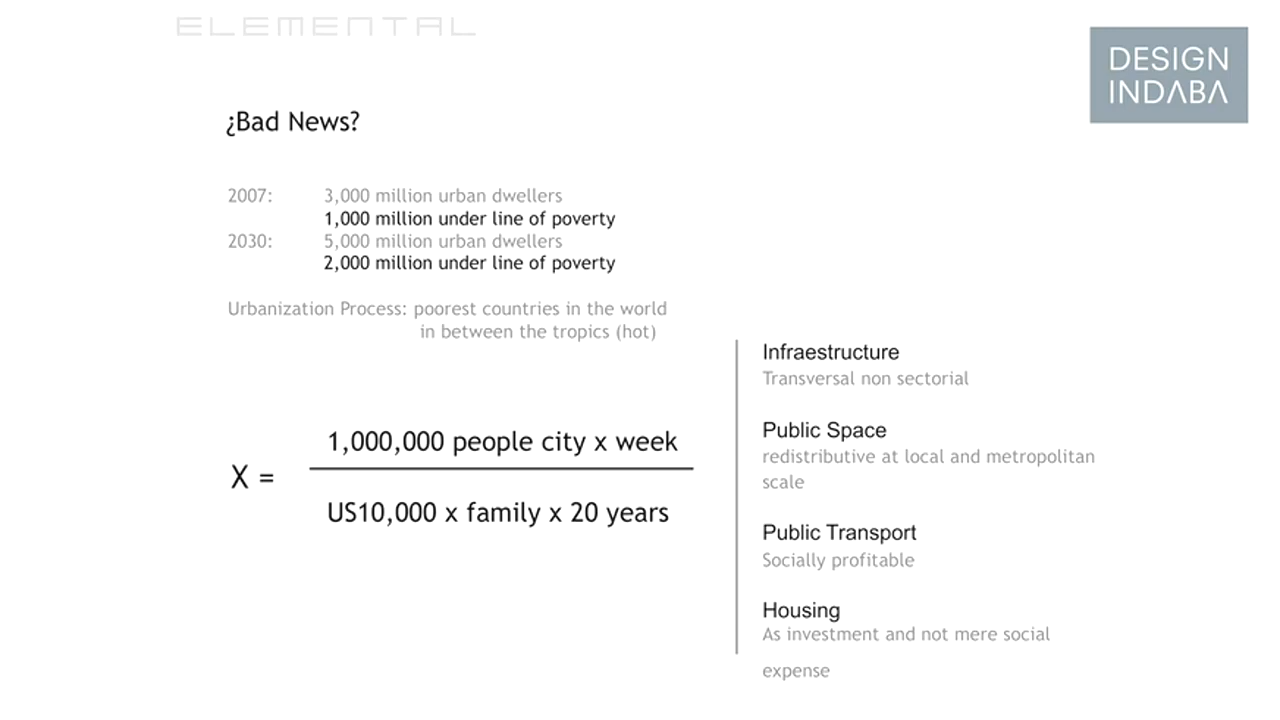 ELEMENTAL
DESIGN
INDABA
¿Bad News?
2007: 3,000 million urban dwellers
1,000 million under line of poverty
2030: 5,000 million urban dwellers
2,000 million under line of poverty
Urbanization Process: poorest countries in the world
in between the tropics (hot)
X =
1,000,000 people city x week
US10,000 x family x 20 years
Infraestructure
Transversal non sectorial
Public Space
redistributive at local and metropolitan
scale
Public Transport
Socially profitable
Housing
As investment and not mere social
expense